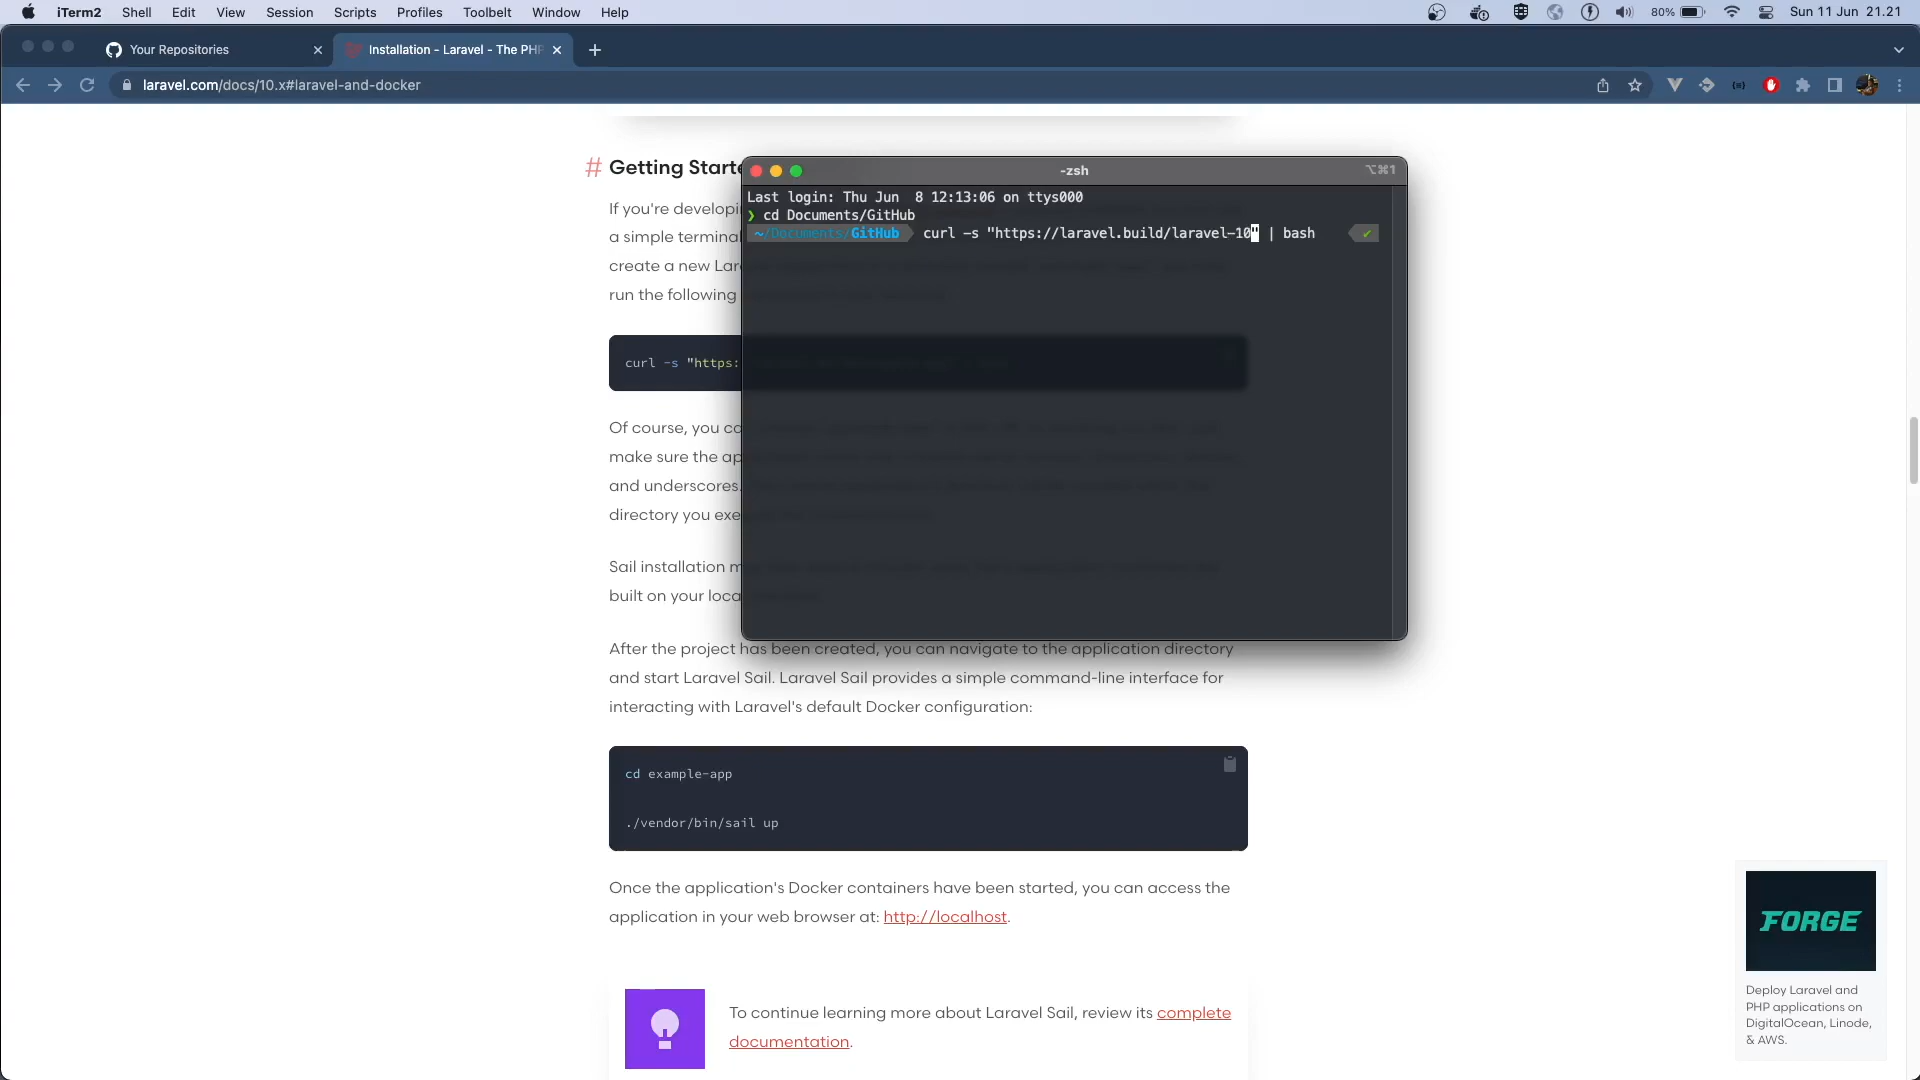 iTerm2 Shell Edit View Session Scripts Profiles Toolbelt Window Help 80% Sun 11 Jun 21.21
Your Repositories Installation - Laravel - The PHP
laravel.com/docs/10.x#laravel-and-docker
# Getting Starte
-zsh ⌥⌘1
Last login: Thu Jun  8 12:13:06 on ttys000
❯ cd Documents/GitHub
~/Documents/GitHub curl -s "https://laravel.build/laravel-10" | bash ✔
If you're developi
a simple terminal
create a new Lar
run the following
curl -s "https:
Of course, you ca
make sure the ap
and underscores.
directory you exe
Sail installation m
built on your loca
After the project has been created, you can navigate to the application directory
and start Laravel Sail. Laravel Sail provides a simple command-line interface for
interacting with Laravel's default Docker configuration:
cd example-app
./vendor/bin/sail up
Once the application's Docker containers have been started, you can access the
application in your web browser at: http://localhost.
To continue learning more about Laravel Sail, review its complete
documentation.
FORGE
Deploy Laravel and
PHP applications on
DigitalOcean, Linode,
& AWS.